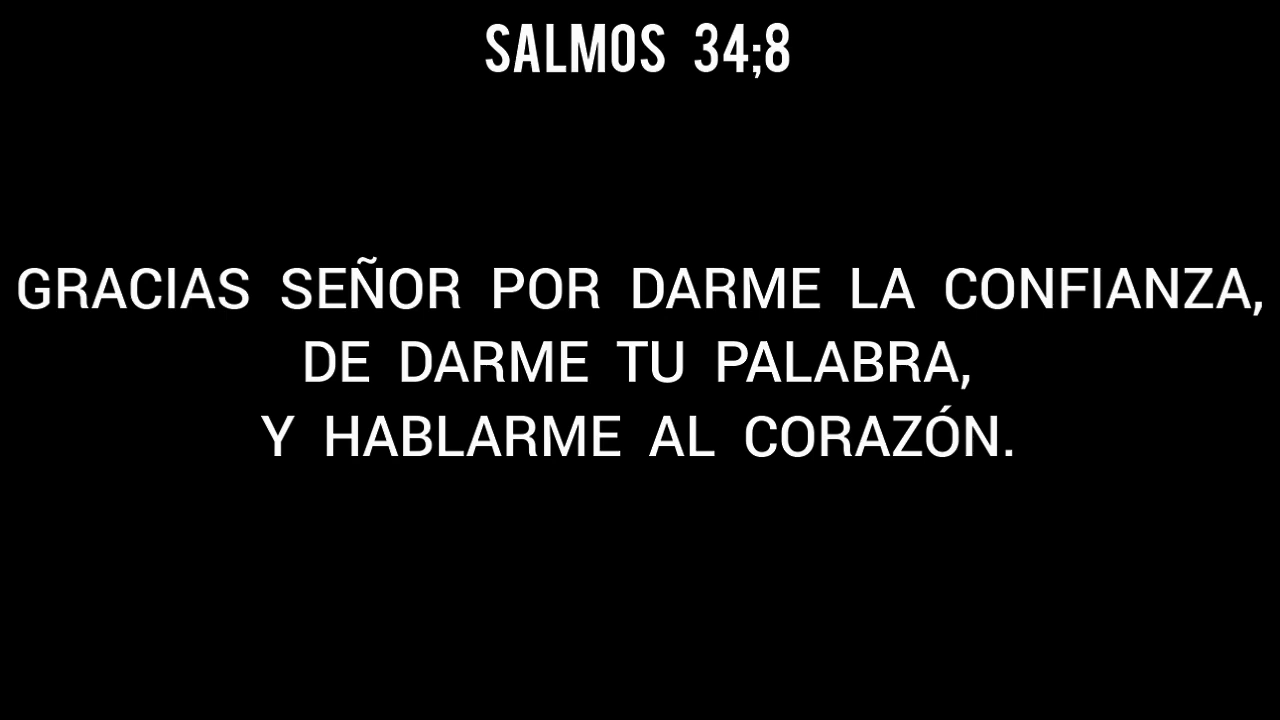 SALMOS 34;8
GRACIAS SEÑOR POR DARME LA CONFIANZA,
DE DARME TU PALABRA,
Y HABLARME AL CORAZÓN.